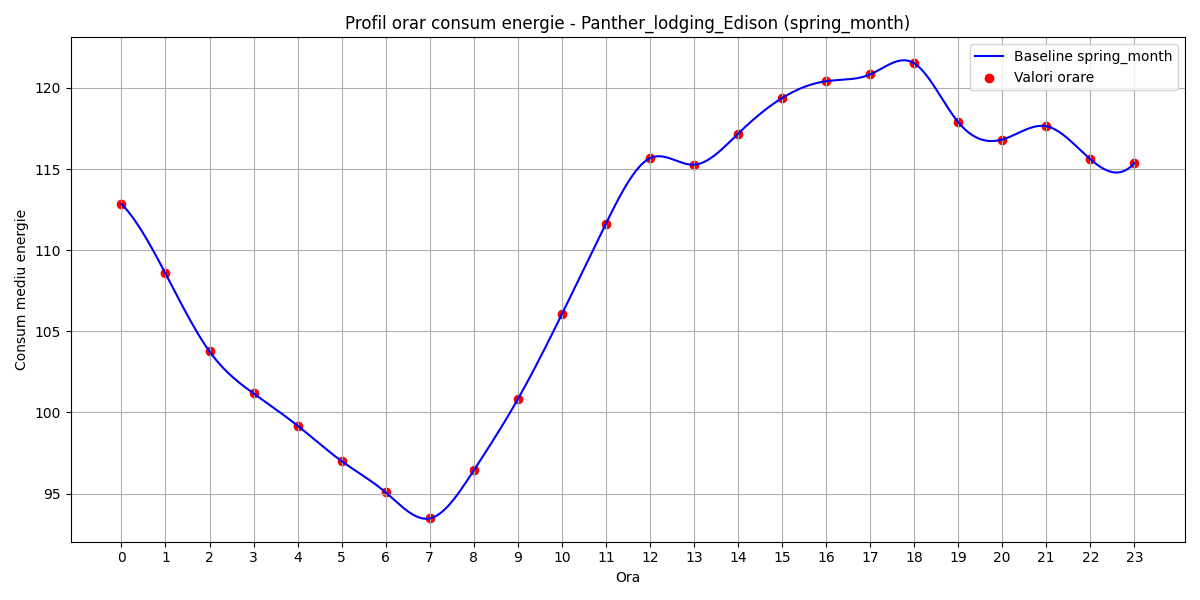 Profil orar consum energie - Panther_lodging_Edison (spring_month)
Baseline spring_month
Valori orare
Consum mediu energie
120
115
110
105
100
95
0 1 2 3 4 5 6 7 8 9 10 11 12 13 14 15 16 17 18 19 20 21 22 23
Ora